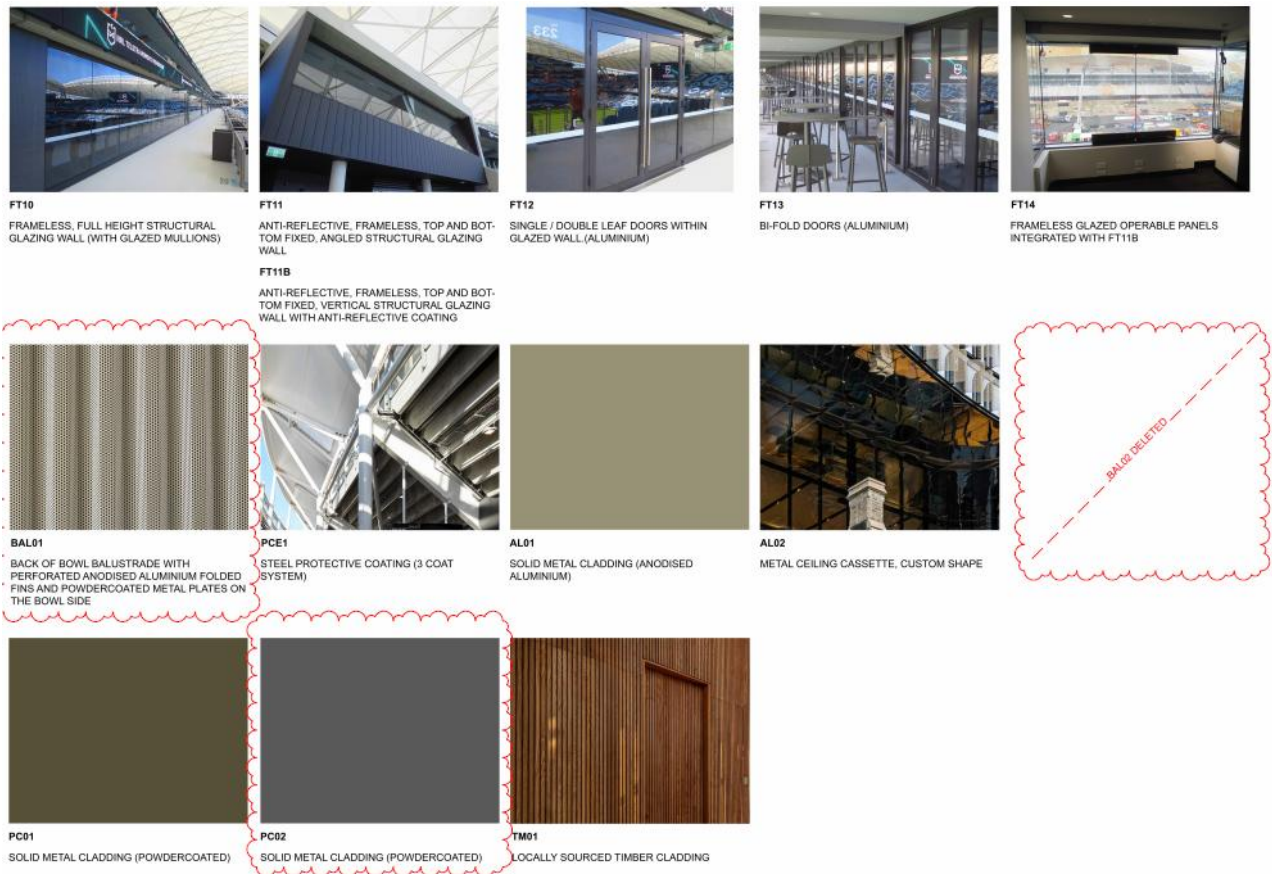 233
FT10
FRAMELESS, FULL HEIGHT STRUCTURAL
GLAZING WALL (WITH GLAZED MULLIONS)
FT11
ANTI-REFLECTIVE, FRAMELESS, TOP AND BOT-
TOM FIXED, ANGLED STRUCTURAL GLAZING
WALL
FT11B
ANTI-REFLECTIVE, FRAMELESS, TOP AND BOT-
TOM FIXED, VERTICAL STRUCTURAL GLAZING
WALL WITH ANTI-REFLECTIVE COATING
FT12
SINGLE / DOUBLE LEAF DOORS WITHIN
GLAZED WALL.(ALUMINIUM)
FT13
BI-FOLD DOORS (ALUMINIUM)
FT14
FRAMELESS GLAZED OPERABLE PANELS
INTEGRATED WITH FT11B
BAL01
BACK OF BOWL BALUSTRADE WITH
PERFORATED ANODISED ALUMINIUM FOLDED
FINS AND POWDERCOATED METAL PLATES ON
THE BOWL SIDE
PCE1
STEEL PROTECTIVE COATING (3 COAT
SYSTEM)
AL01
SOLID METAL CLADDING (ANODISED
ALUMINIUM)
AL02
METAL CEILING CASSETTE, CUSTOM SHAPE
BAL02 DELETED
PC01
SOLID METAL CLADDING (POWDERCOATED)
PC02
SOLID METAL CLADDING (POWDERCOATED)
TM01
LOCALLY SOURCED TIMBER CLADDING